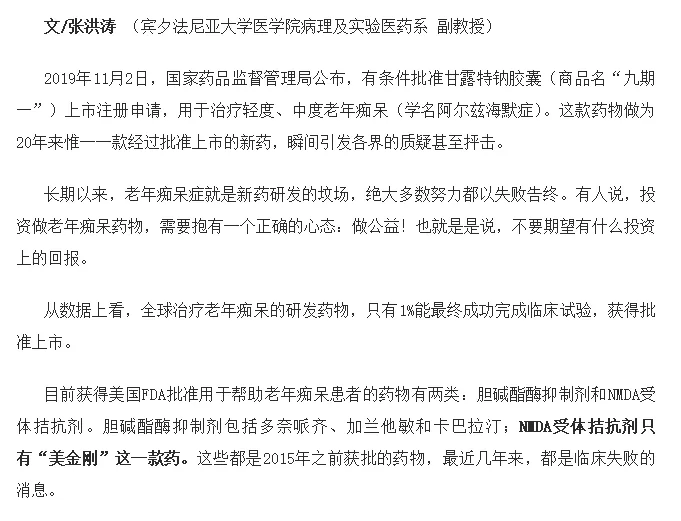 文/张洪涛 （宾夕法尼亚大学医学院病理及实验医药系 副教授）
2019年11月2日，国家药品监督管理局公布，有条件批准甘露特钠胶囊（商品名“九期
一”）上市注册申请，用于治疗轻度、中度老年痴呆（学名阿尔兹海默症）。这款药物做为
20年来惟一一款经过批准上市的新药，瞬间引发各界的质疑甚至抨击。
长期以来，老年痴呆症就是新药研发的坟场，绝大多数努力都以失败告终。有人说，投
资做老年痴呆药物，需要抱有一个正确的心态：做公益！也就是是说，不要期望有什么投资
上的回报。
从数据上看，全球治疗老年痴呆的研发药物，只有1%能最终成功完成临床试验，获得批
准上市。
目前获得美国FDA批准用于帮助老年痴呆患者的药物有两类：胆碱酯酶抑制剂和NMDA受
体拮抗剂。胆碱酯酶抑制剂包括多奈哌齐、加兰他敏和卡巴拉汀；NMDA受体拮抗剂只
有“美金刚”这一款药。这些都是2015年之前获批的药物，最近几年来，都是临床失败的
消息。